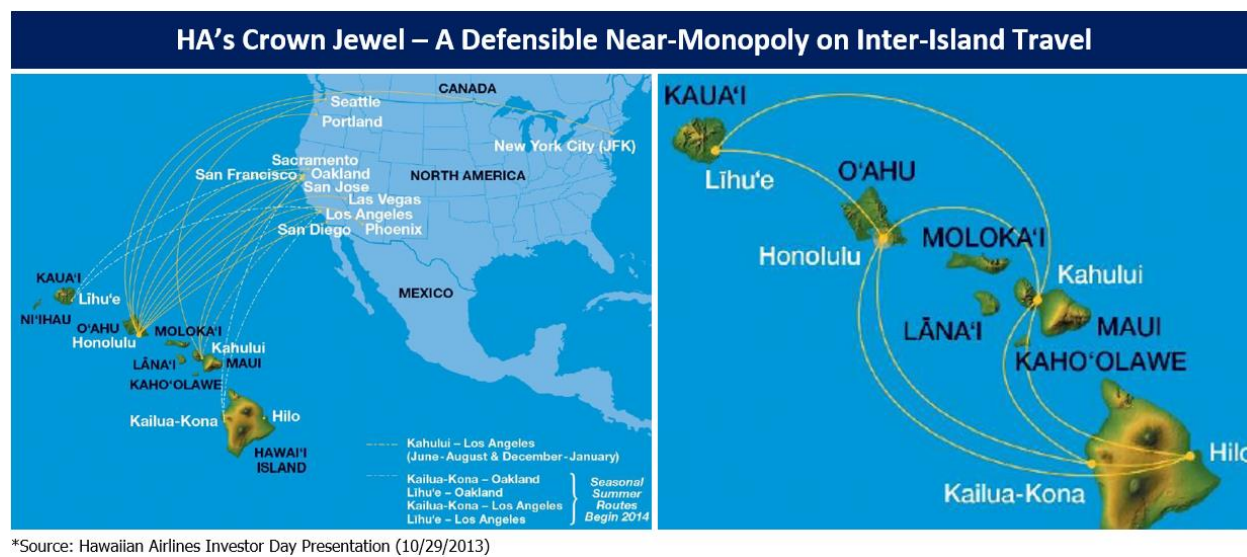 HA's Crown Jewel – A Defensible Near-Monopoly on Inter-Island Travel
CANADA
Seattle
Portland
New York City (JFK)
Sacramento
San Francisco Oakland
San Jose
NORTH AMERICA
Las Vegas
Los Angeles
San Diego Phoenix
MEXICO
KAUA‘I
Līhu‘e
NI‘IHAU
O‘AHU
MOLOKA‘I
Honolulu
Kahului
LĀNA‘I
MAUI
KAHO‘OLAWE
Kailua-Kona
Hilo
HAWAI‘I
ISLAND
Kahului – Los Angeles
(June-August & December-January)
Kailua-Kona – Oakland
Līhu‘e – Oakland
Kailua-Kona – Los Angeles
Līhu‘e – Los Angeles
Seasonal
Summer
Routes
Begin 2014
KAUA‘I
Līhu‘e
O‘AHU
Honolulu
MOLOKA‘I
Kahului
LĀNA‘I
MAUI
KAHO‘OLAWE
Hilo
Kailua-Kona
*Source: Hawaiian Airlines Investor Day Presentation (10/29/2013)